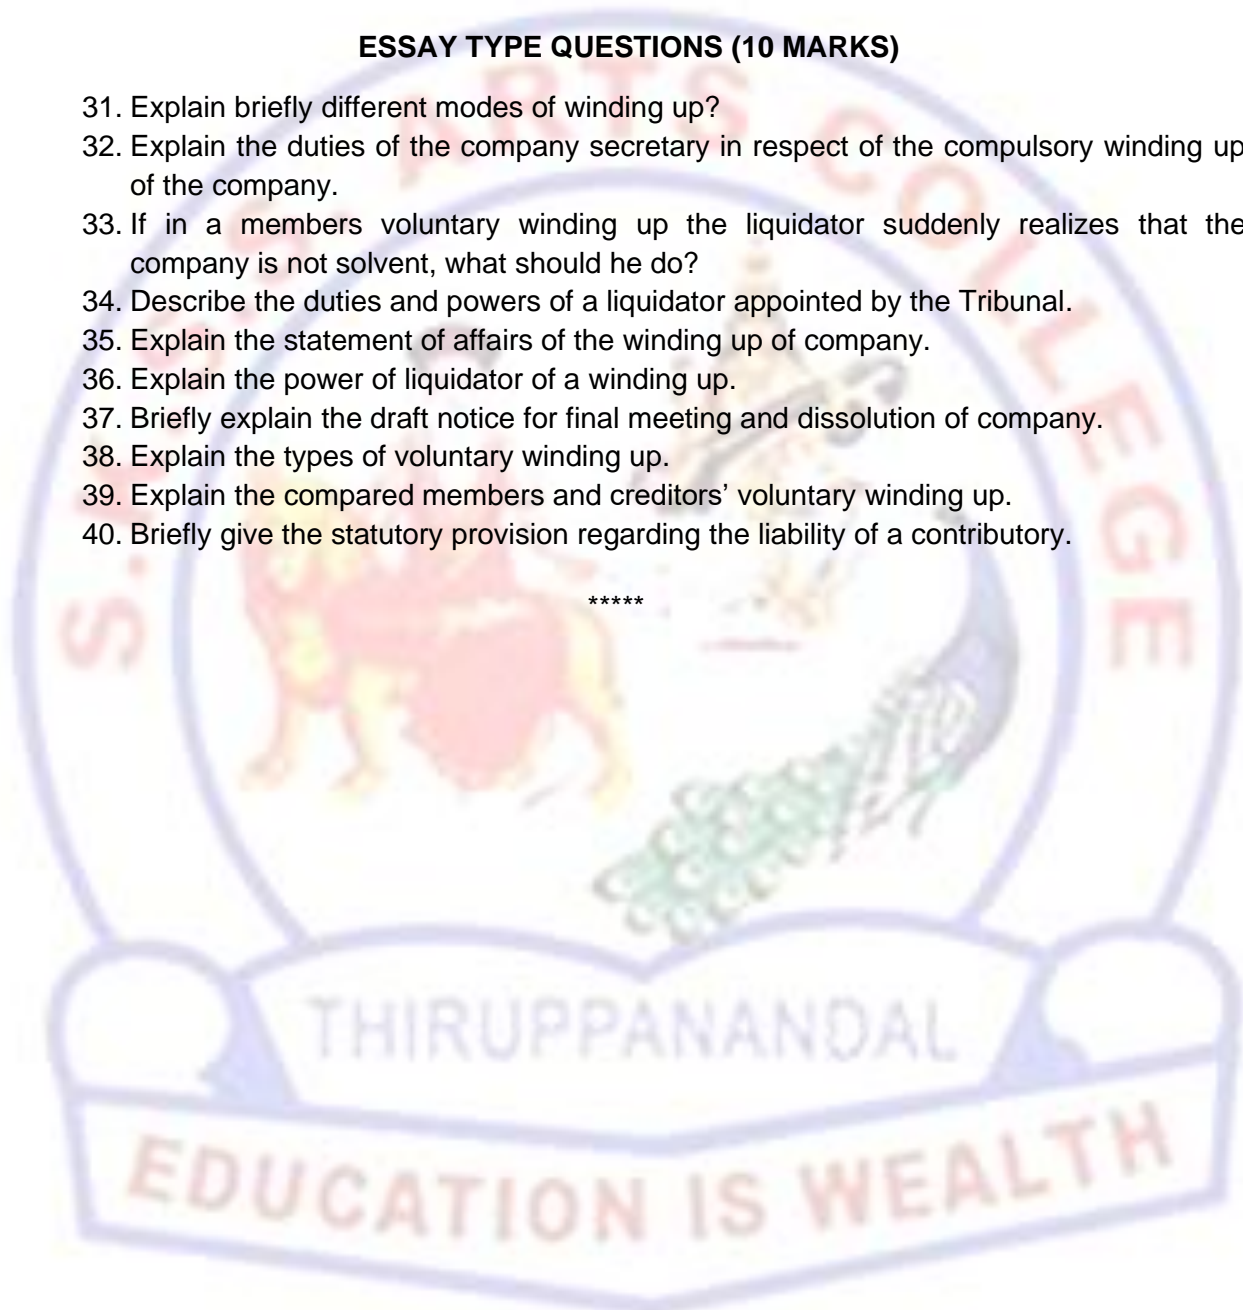 ESSAY TYPE QUESTIONS (10 MARKS)
31. Explain briefly different modes of winding up?
32. Explain the duties of the company secretary in respect of the compulsory winding up
of the company.
33. If in a members voluntary winding up the liquidator suddenly realizes that the
company is not solvent, what should he do?
34. Describe the duties and powers of a liquidator appointed by the Tribunal.
35. Explain the statement of affairs of the winding up of company.
36. Explain the power of liquidator of a winding up.
37. Briefly explain the draft notice for final meeting and dissolution of company.
38. Explain the types of voluntary winding up.
39. Explain the compared members and creditors’ voluntary winding up.
40. Briefly give the statutory provision regarding the liability of a contributory.
*****
ARTS COLLEGE
THIRUPPANANDAL
EDUCATION IS WEALTH